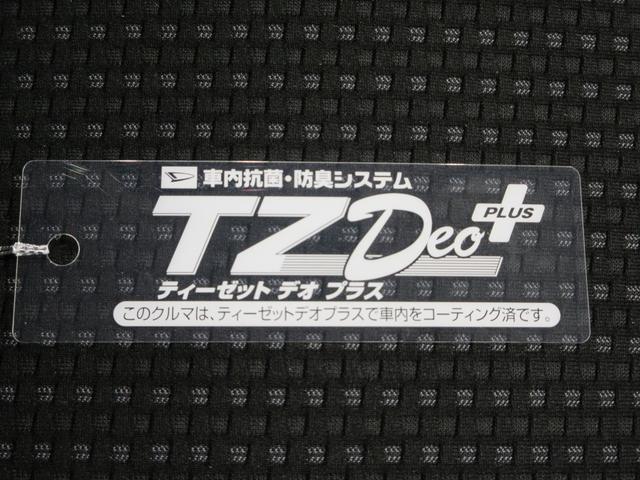 車内抗菌・防臭システム
TZDeo PLUS
ティーゼット デオ プラス
このクルマは、ティーゼットデオプラスで車内をコーティング済です。